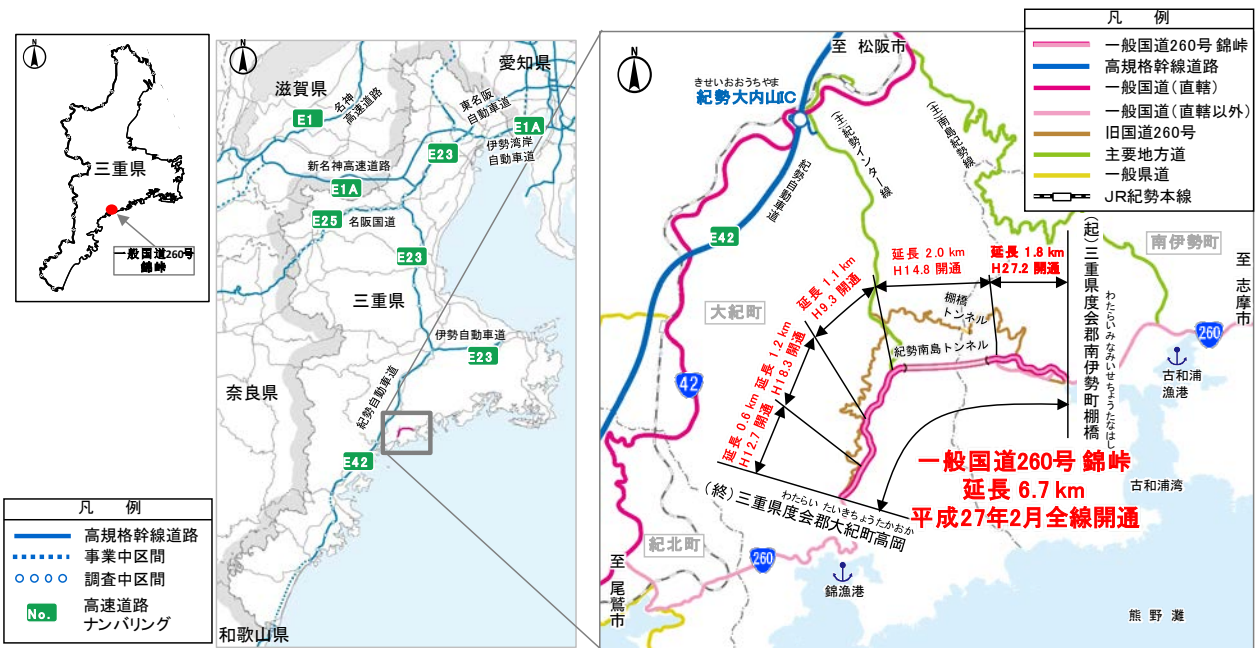 N
三重県
一般国道260号
錦峠
N
愛知県
滋賀県
名神
高速道路
東名阪
自動車道
E1
E1A
伊勢湾岸
自動車道
E23
新名神高速道路
E1A
E25
名阪国道
E23
三重県
伊勢自動車道
E23
奈良県
紀勢自動車道
E42
和歌山県
凡 例
高規格幹線道路
事業中区間
調査中区間
No.
高速道路
ナンバリング
N
至 松阪市
きせいおおうちやま
紀勢大内山IC
(主)紀勢インター線
(主)南島紀勢線
紀勢自動車道
E42
大紀町
南伊勢町
延長 2.0 km
H14.8 開通
延長 1.8 km
H27.2 開通
延長 1.1 km
H9.3 開通
延長 1.2 km
H18.3 開通
延長 0.6 km
H12.7 開通
棚橋
トンネル
紀勢南島トンネル
(起)三重県度会郡南伊勢町棚橋
わたらいみなみいせちょうたなはし
至 志摩市
260
古和浦
漁港
42
一般国道260号 錦峠
延長 6.7 km
平成27年2月全線開通
古和浦湾
わたらい たいきちょうたかおか
(終)三重県度会郡大紀町高岡
紀北町
260
至 尾鷲市
錦漁港
熊野灘
凡 例
一般国道260号 錦峠
高規格幹線道路
一般国道(直轄)
一般国道(直轄以外)
旧国道260号
主要地方道
一般県道
JR紀勢本線